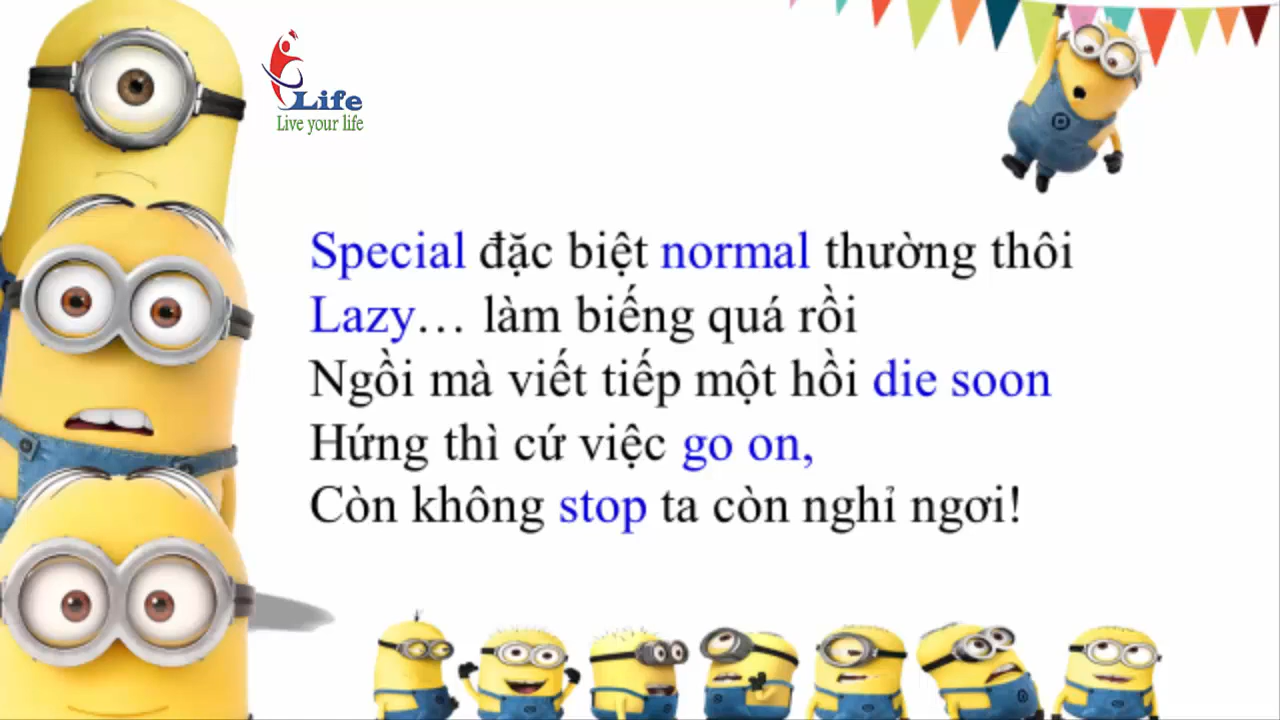 Life
Live your life
Special đặc biệt normal thường thôi
Lazy… làm biếng quá rồi
Ngồi mà viết tiếp một hồi die soon
Hứng thì cứ việc go on,
Còn không stop ta còn nghỉ ngơi!